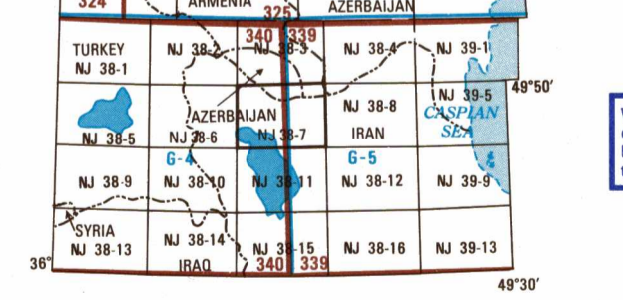 324
ARMENIA
325
AZERBAIJAN
340 339
TURKEY
NJ 38-1
NJ 38-2
NJ 38-3
NJ 38-4
NJ 39-1
49°50'
NJ 39-5
AZERBAIJAN
NJ 38-8
CASPIAN
SEA
NJ 38-5
NJ 38-6
NJ 38-7
IRAN
G-4
G-5
NJ 38-9
NJ 38-10
NJ 38-11
NJ 38-12
NJ 39-9
SYRIA
NJ 38-13
NJ 38-14
NJ 38-15
NJ 38-16
NJ 39-13
36°
IRAQ
340 339
49°30'